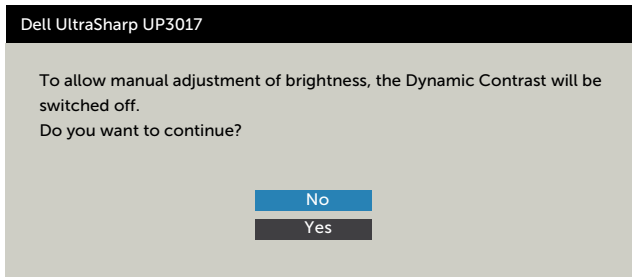 Dell UltraSharp UP3017
To allow manual adjustment of brightness, the Dynamic Contrast will be
switched off.
Do you want to continue?
No
Yes